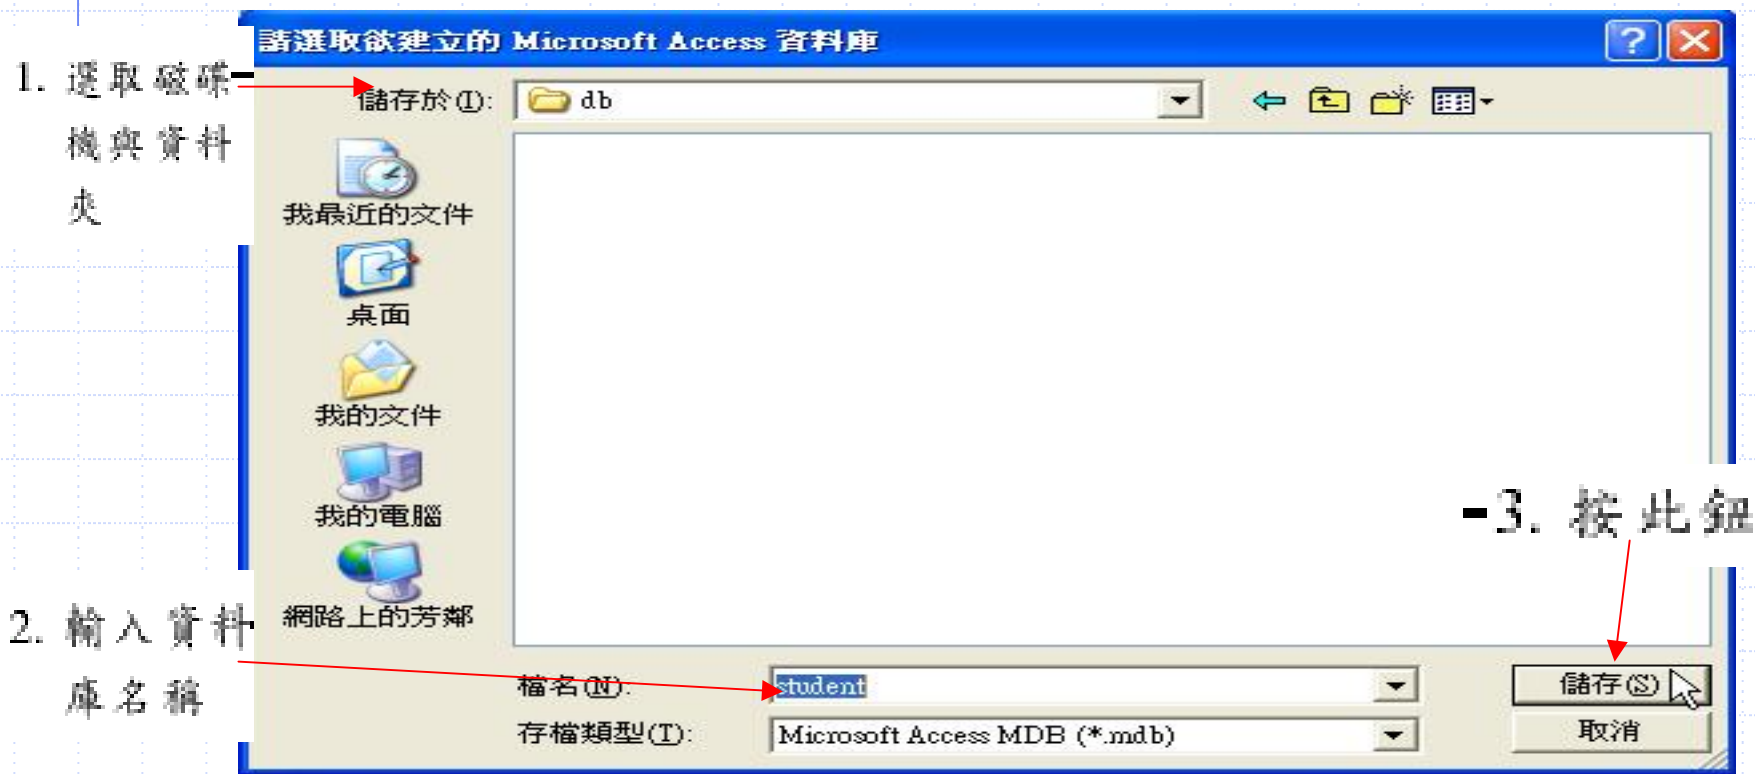 請選取欲建立的 Microsoft Access 資料庫
1. 選取磁碟
機與資料
夾
儲存於(I):
db
我最近的文件
桌面
我的文件
我的電腦
網路上的芳鄰
-3. 按此鈕
2. 輸入資料
庫名稱
檔名(N):
student
儲存(S)
存檔類型(T):
Microsoft Access MDB (*.mdb)
取消